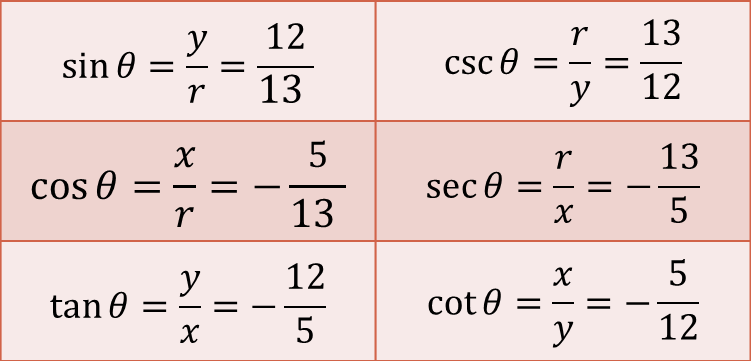 sin θ = y/r = 12/13
csc θ = r/y = 13/12
cos θ = x/r = − 5/13
sec θ = r/x = − 13/5
tan θ = y/x = − 12/5
cot θ = x/y = − 5/12